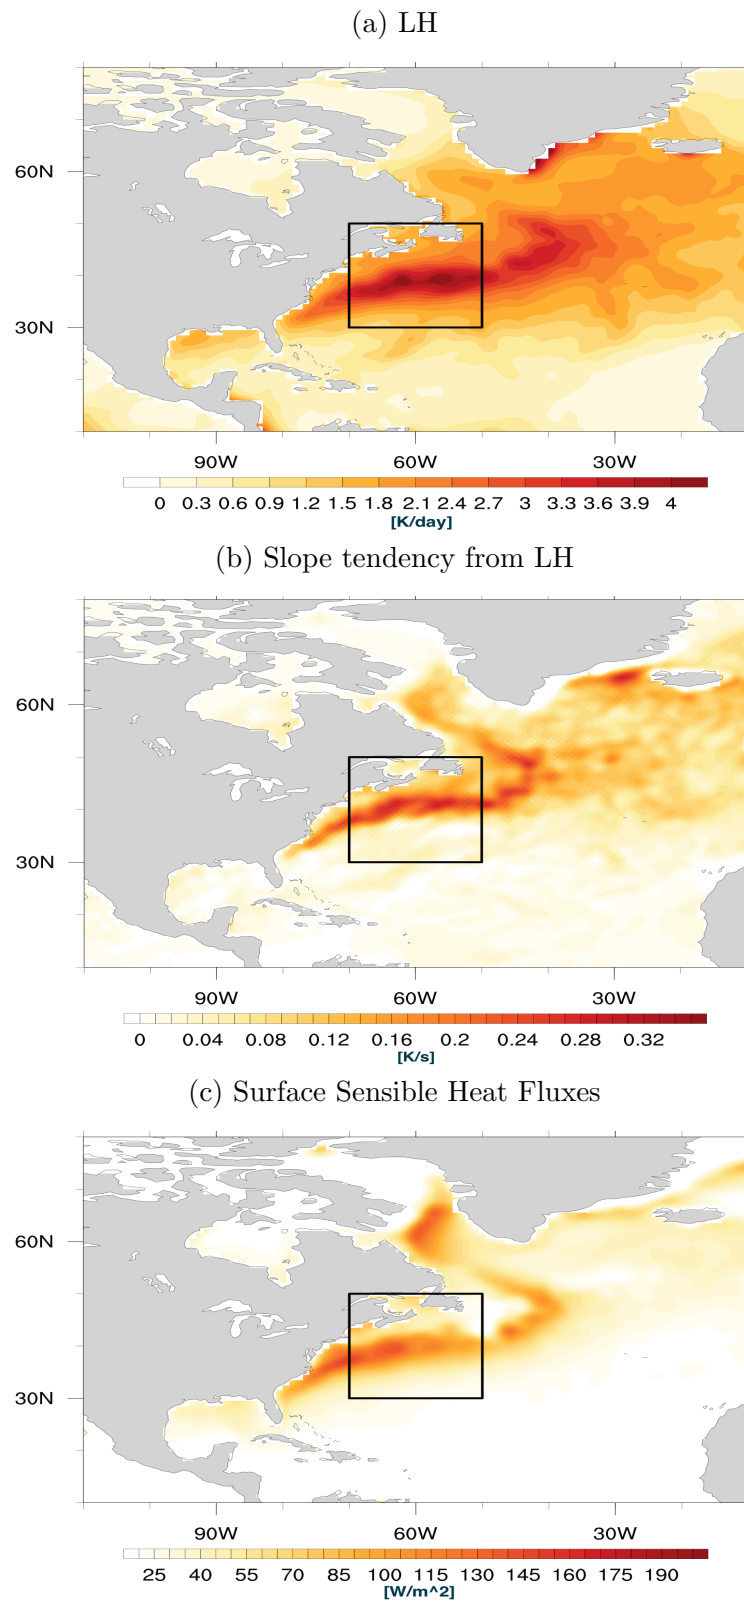 (a) LH
60N
30N
90W 60W 30W
0 0.3 0.6 0.9 1.2 1.5 1.8 2.1 2.4 2.7 3 3.3 3.6 3.9 4
[K/day]
(b) Slope tendency from LH
60N
30N
90W 60W 30W
0 0.04 0.08 0.12 0.16 0.2 0.24 0.28 0.32
[K/s]
(c) Surface Sensible Heat Fluxes
60N
30N
90W 60W 30W
25 40 55 70 85 100 115 130 145 160 175 190
[W/m^2]